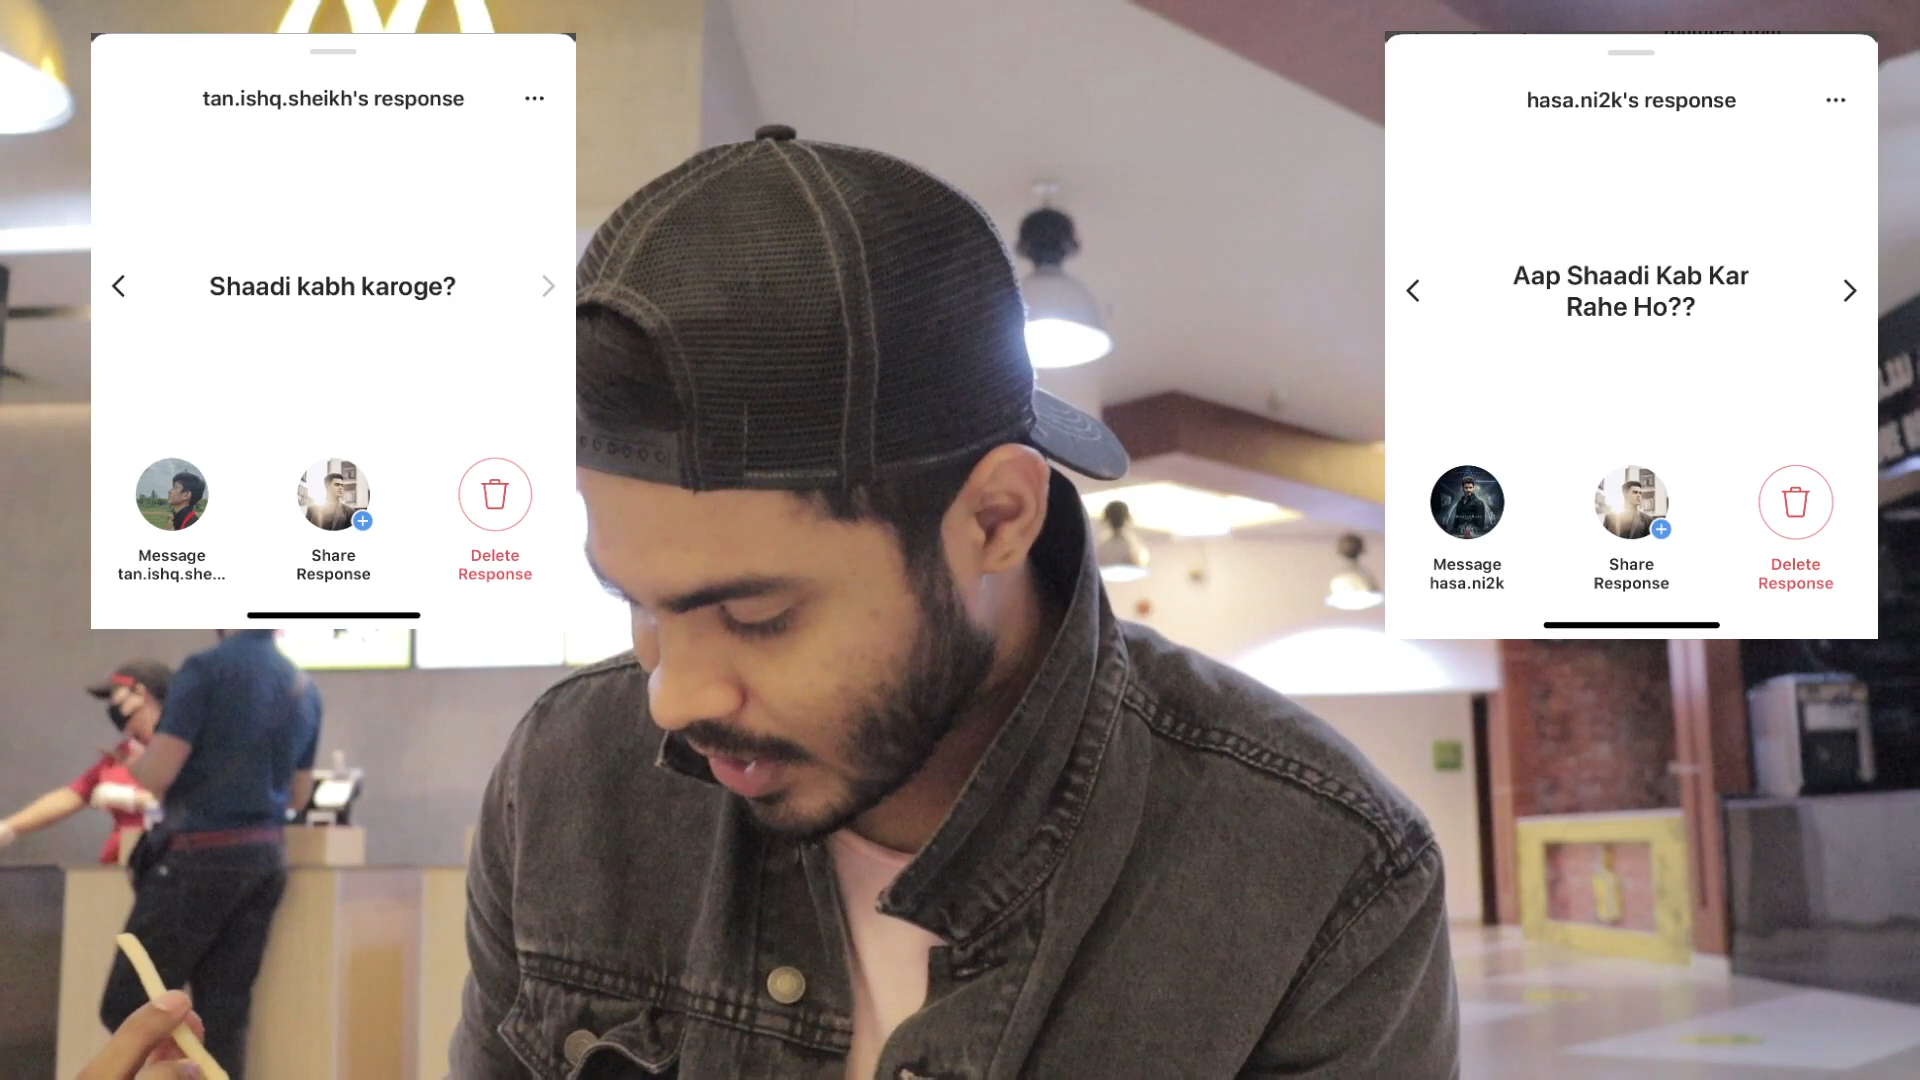 tan.ishq.sheikh's response
Shaadi kabh karoge?
Message
tan.ishq.she...
Share
Response
Delete
Response
hasa.ni2k's response
Aap Shaadi Kab Kar
Rahe Ho??
Message
hasa.ni2k
Share
Response
Delete
Response